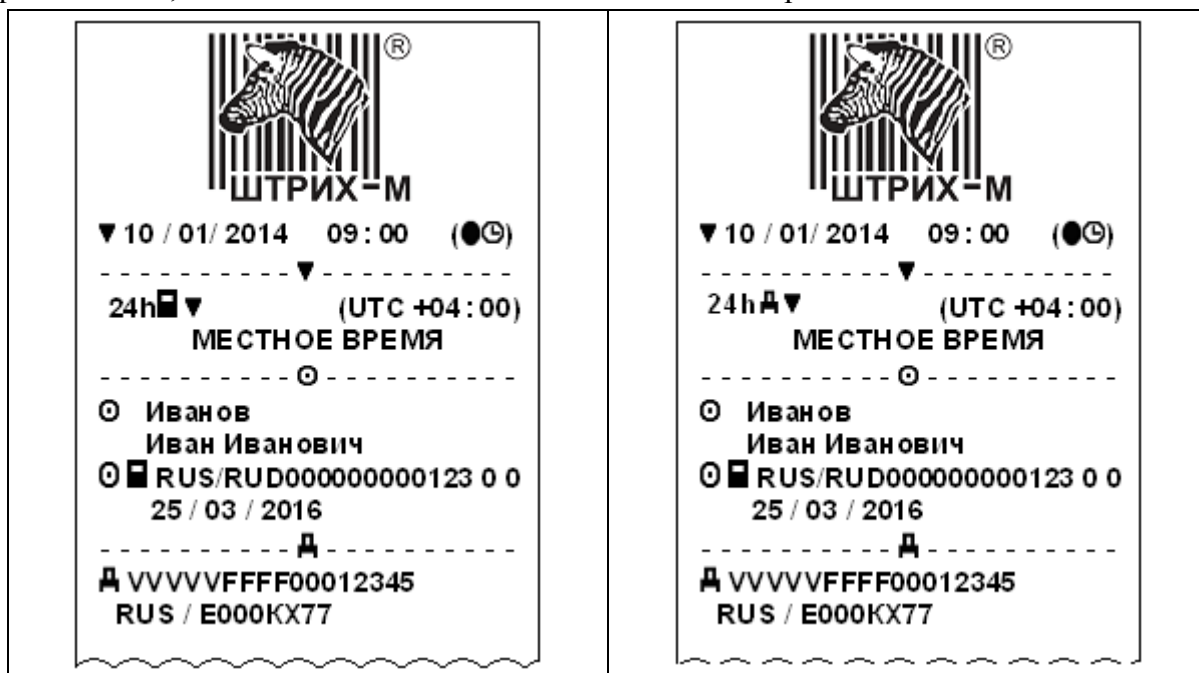 ®
ШТРИХ-М
▼ 10 / 01/ 2014 09 : 00 (●🕒)
- - - - - - - - - - ▼ - - - - - - - - - -
24h ▼ (UTC +04 : 00)
МЕСТНОЕ ВРЕМЯ
- - - - - - - - - - ⊙ - - - - - - - - - -
⊙ Иванов
Иван Иванович
⊙ RUS/RUD000000000123 0 0
25 / 03 / 2016
VVVVVFFFF00012345
RUS / E000KX77
®
ШТРИХ-М
▼ 10 / 01/ 2014 09 : 00 (●🕒)
- - - - - - - - - - ▼ - - - - - - - - - -
24h ▼ (UTC +04 : 00)
МЕСТНОЕ ВРЕМЯ
- - - - - - - - - - ⊙ - - - - - - - - - -
⊙ Иванов
Иван Иванович
⊙ RUS/RUD000000000123 0 0
25 / 03 / 2016
VVVVVFFFF00012345
RUS / E000KX77